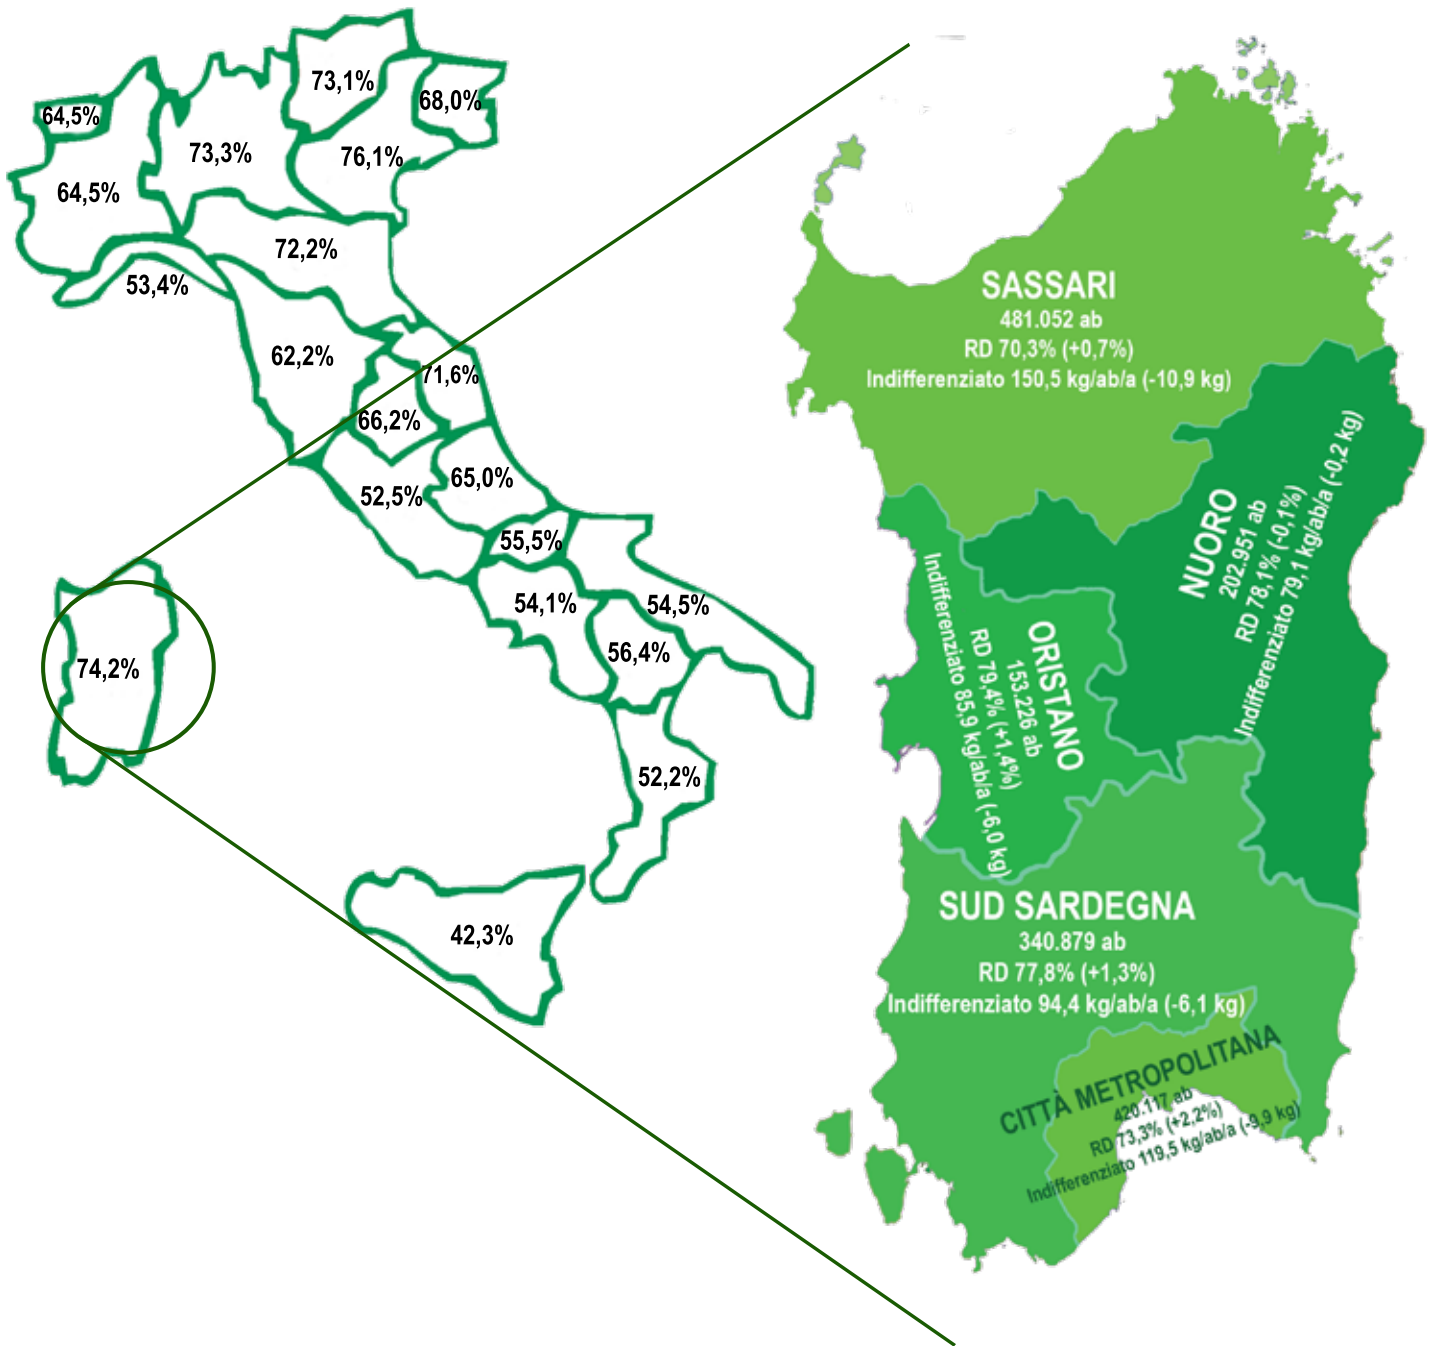 73,1%
68,0%
64,5%
73,3%
76,1%
64,5%
72,2%
53,4%
62,2%
71,6%
66,2%
65,0%
52,5%
55,5%
54,1%
54,5%
56,4%
74,2%
52,2%
42,3%
SASSARI
481.052 ab
RD 70,3% (+0,7%)
Indifferenziato 150,5 kg/ab/a (-10,9 kg)
NUORO
202.951 ab
RD 78,1% (-0,1%)
Indifferenziato 79,1 kg/ab/a (-0,2 kg)
ORISTANO
153.226 ab
RD 79,4% (+1,4%)
Indifferenziato 85,9 kg/ab/a (-6,0 kg)
SUD SARDEGNA
340.879 ab
RD 77,8% (+1,3%)
Indifferenziato 94,4 kg/ab/a (-6,1 kg)
CITTÀ METROPOLITANA
420.117 ab
RD 73,3% (+2,2%)
Indifferenziato 119,5 kg/ab/a (-9,9 kg)